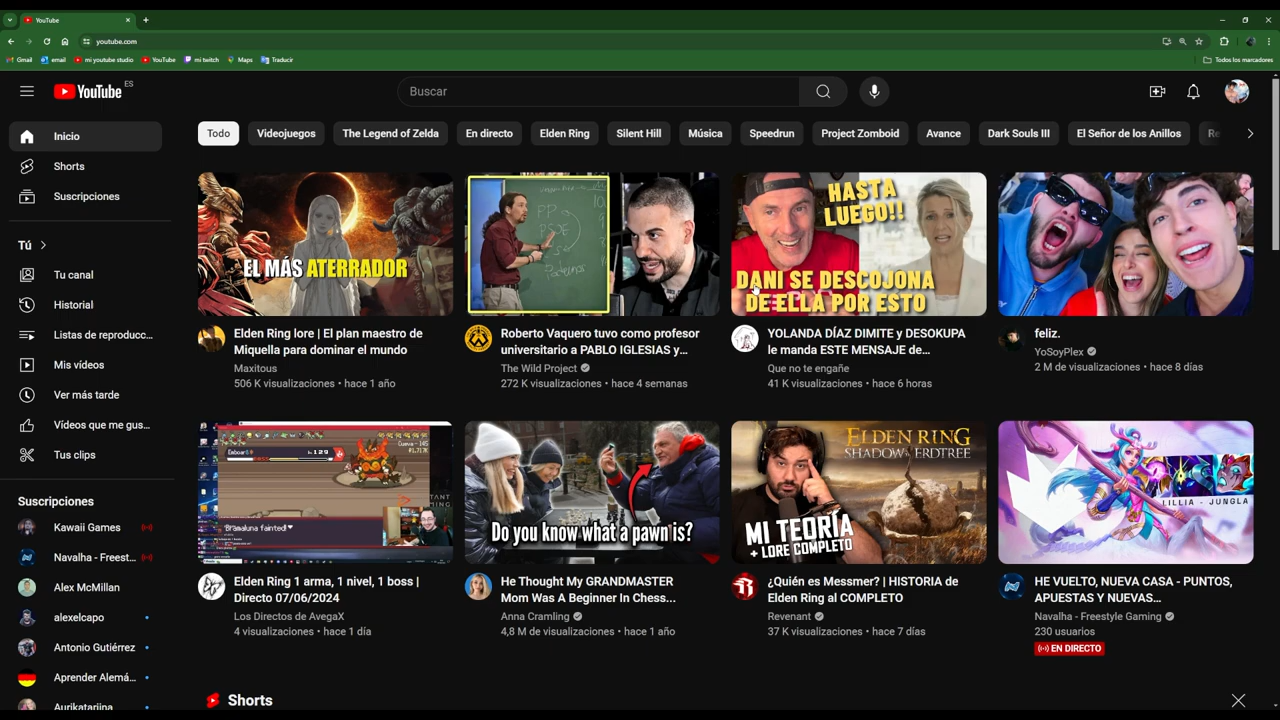 YouTube
youtube.com
Gmail
email
mi youtube studio
YouTube
mi twitch
Maps
Traducir
Todos los marcadores
YouTube ES
Buscar
Inicio
Shorts
Suscripciones
Tú
Tu canal
Historial
Listas de reproducc...
Mis vídeos
Ver más tarde
Vídeos que me gus...
Tus clips
Suscripciones
Kawaii Games
Navalha - Freest...
Alex McMillan
alexelcapo
Antonio Gutiérrez
Aprender Alemá...
Aurikatariina
Todo
Videojuegos
The Legend of Zelda
En directo
Elden Ring
Silent Hill
Música
Speedrun
Project Zomboid
Avance
Dark Souls III
El Señor de los Anillos
Re
EL MÁS ATERRADOR
Elden Ring lore | El plan maestro de
Miquella para dominar el mundo
Maxitous
506 K visualizaciones • hace 1 año
PP
PSOE
Roberto Vaquero tuvo como profesor
universitario a PABLO IGLESIAS y...
The Wild Project
272 K visualizaciones • hace 4 semanas
HASTA
LUEGO!!
DANI SE DESCOJONA
DE ELLA POR ESTO
YOLANDA DÍAZ DIMITE y DESOKUPA
le manda ESTE MENSAJE de...
Que no te engañe
41 K visualizaciones • hace 6 horas
feliz.
YoSoyPlex
2 M de visualizaciones • hace 8 días
Emboar
Bramaluna fainted!
Elden Ring 1 arma, 1 nivel, 1 boss |
Directo 07/06/2024
Los Directos de AvegaX
4 visualizaciones • hace 1 día
Do you know what a pawn is?
He Thought My GRANDMASTER
Mom Was A Beginner In Chess...
Anna Cramling
4,8 M de visualizaciones • hace 1 año
ELDEN RING
SHADOW OF THE ERDTREE
MI TEORÍA
+ LORE COMPLETO
¿Quién es Messmer? | HISTORIA de
Elden Ring al COMPLETO
Revenant
37 K visualizaciones • hace 7 días
LILLIA - JUNGLA
HE VUELTO, NUEVA CASA - PUNTOS,
APUESTAS Y NUEVAS...
Navalha - Freestyle Gaming
230 usuarios
EN DIRECTO
Shorts